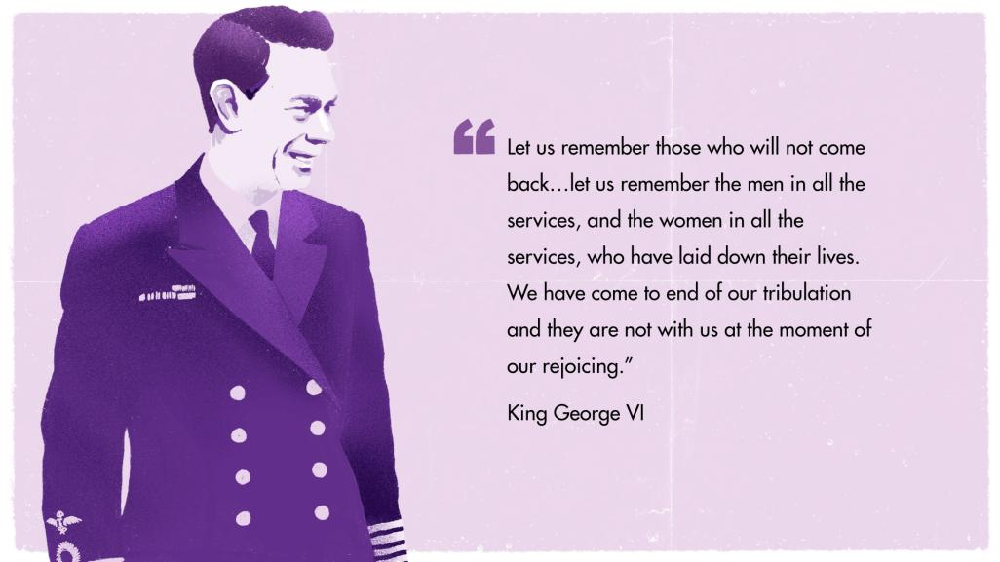 “Let us remember those who will not come
back…let us remember the men in all the
services, and the women in all the
services, who have laid down their lives.
We have come to end of our tribulation
and they are not with us at the moment of
our rejoicing.”
King George VI